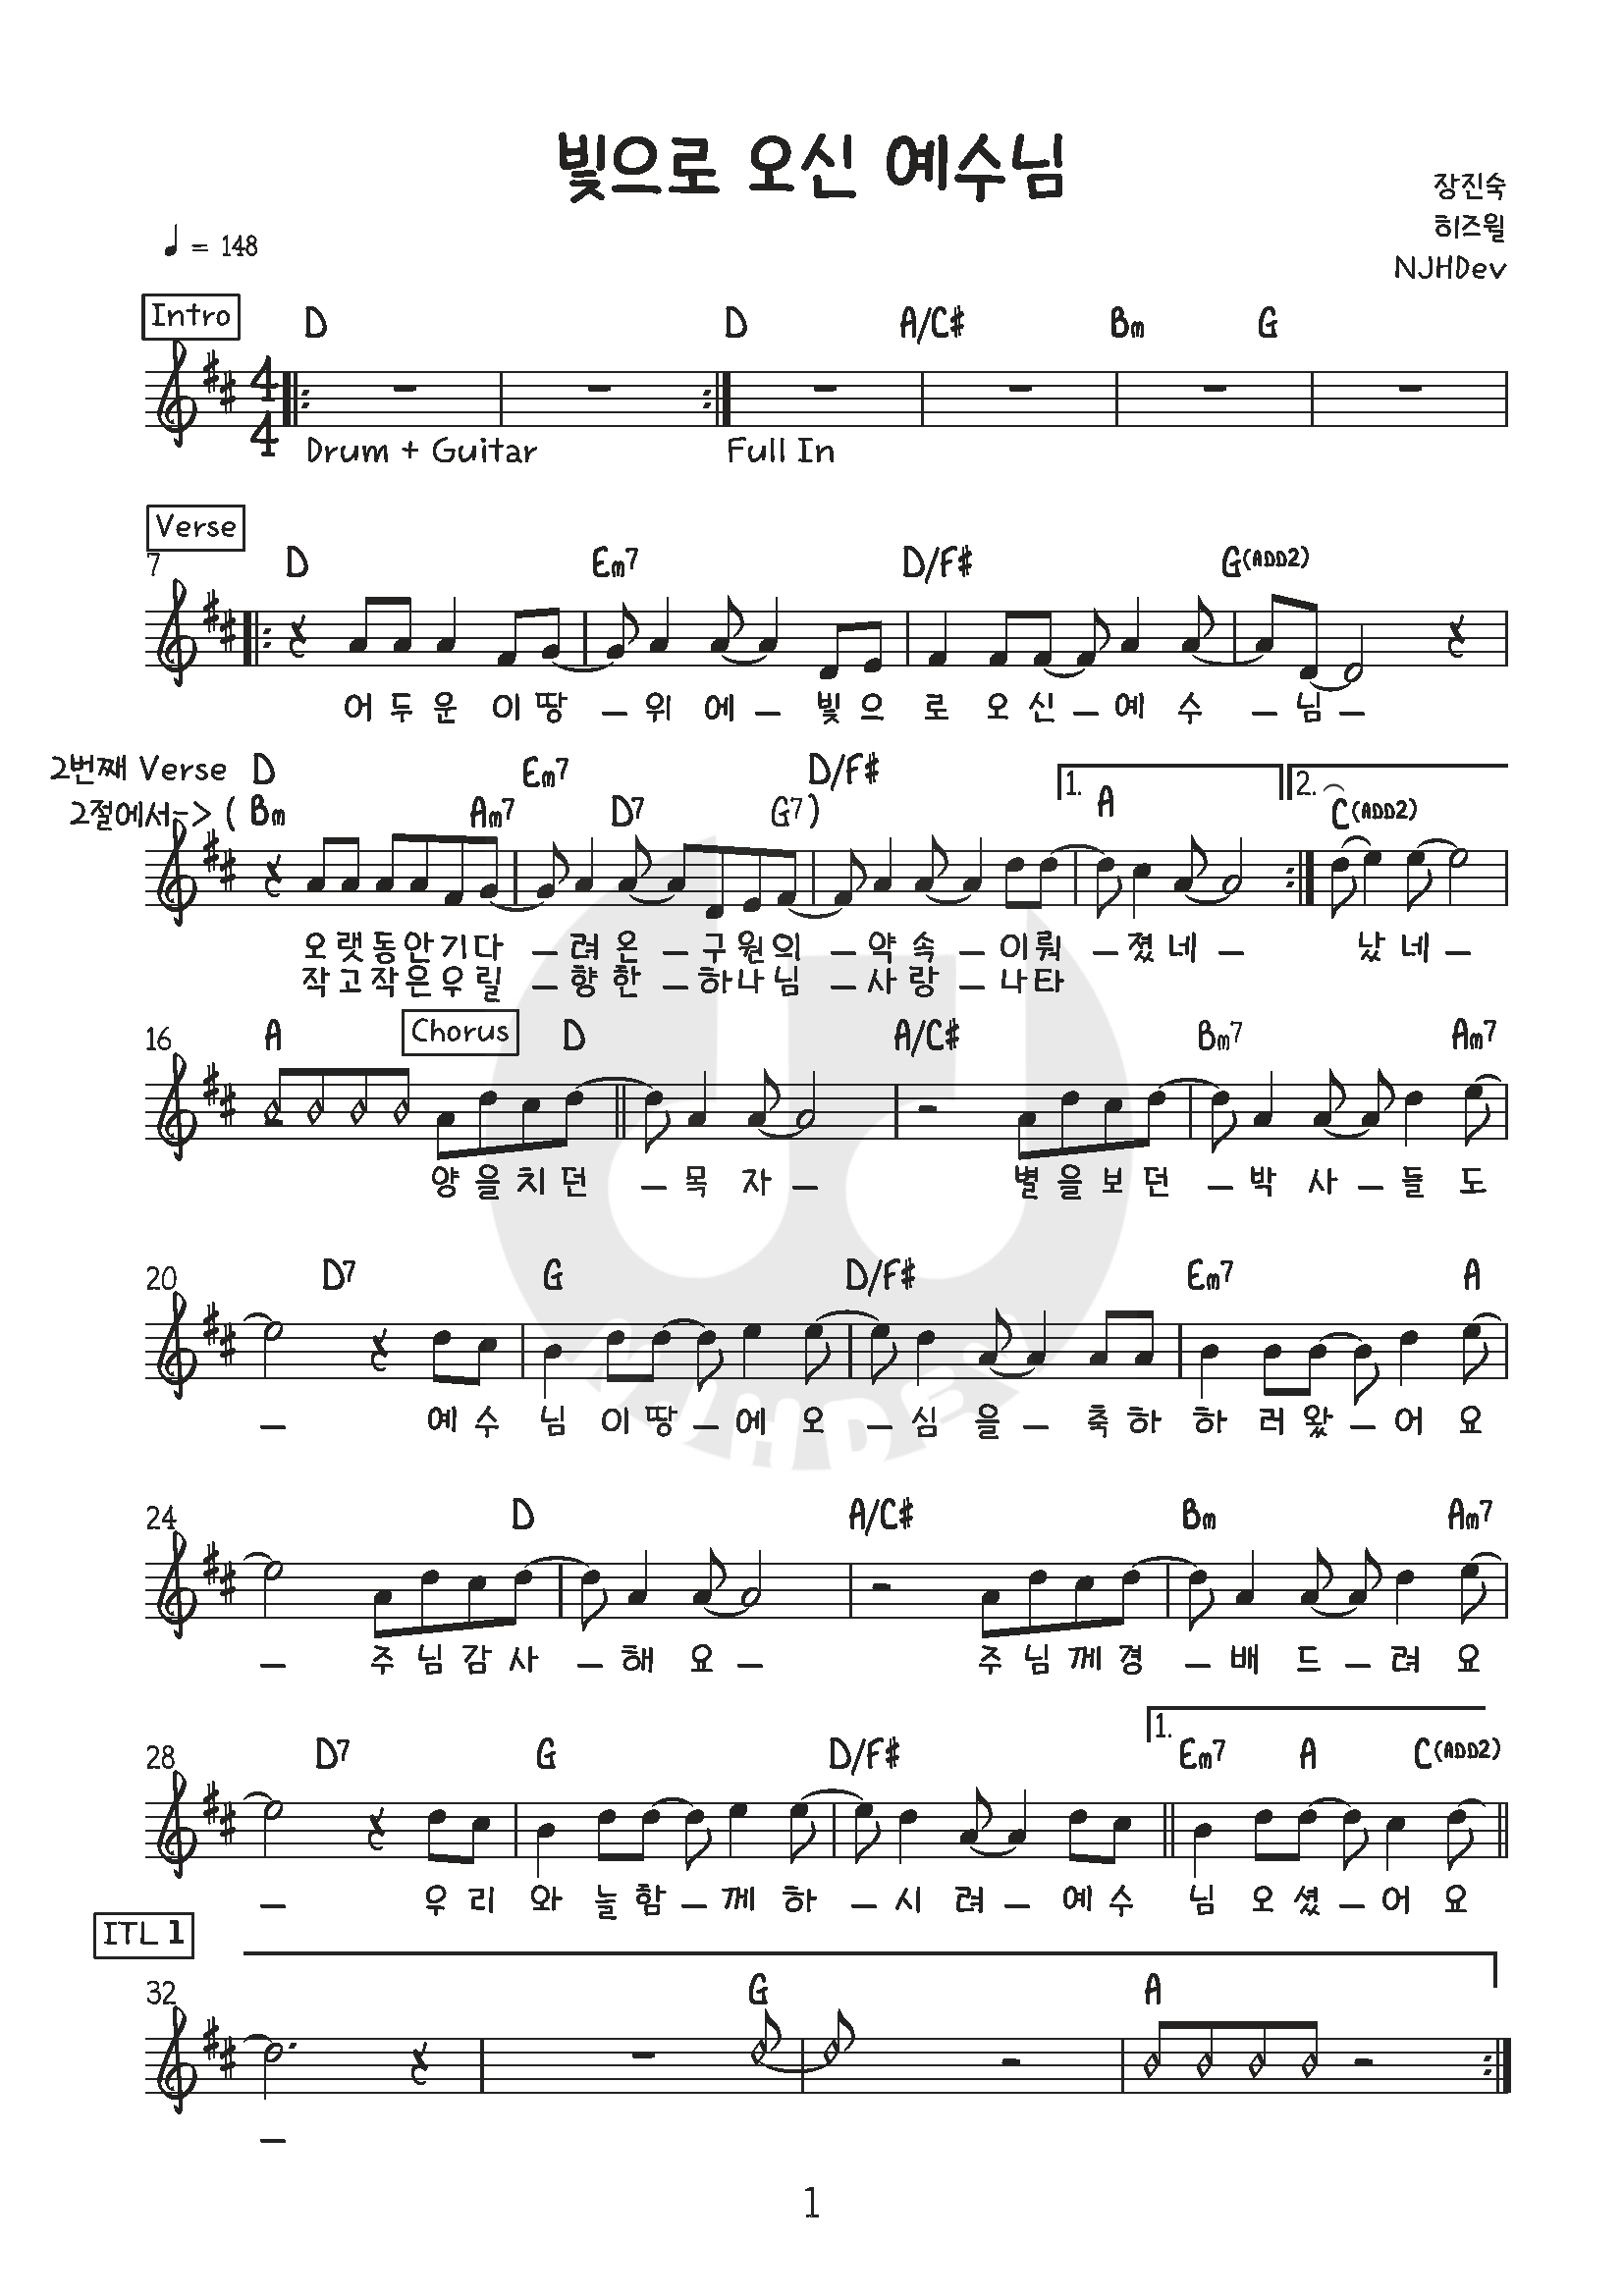 빛으로 오신 예수님
장진숙
히즈윌
NJHDev
= 148
Intro
D D A/C# Bm G
4
4
Drum + Guitar Full In
Verse
7
D Em7 D/F# G(ADD2)
어 두 운 이 땅 _ 위 에 _ 빛 으 로 오 신 _ 예 수 _ 님 _
2번째 Verse D Em7 D/F# 1. A 2. C(ADD2)
2절에서-> ( Bm Am7 D7 G7 )
오 랫 동 안 기 다 _ 려 온 _ 구 원 의 _ 약 속 _ 이 뤄 _ 졌 네 _ 났 네 _
작 고 작 은 우 릴 _ 향 한 _ 하 나 님 _ 사 랑 _ 나 타
16 A Chorus D A/C# Bm7 Am7
양 을 치 던 _ 목 자 _ 별 을 보 던 _ 박 사 _ 들 도
20 D7 G D/F# Em7 A
_ 예 수 님 이 땅 _ 에 오 _ 심 을 _ 축 하 하 러 왔 _ 어 요
NJHDEV
24 D A/C# Bm Am7
_ 주 님 감 사 _ 해 요 _ 주 님 께 경 _ 배 드 _ 려 요
28 D7 G D/F# 1. Em7 A C(ADD2)
_ 우 리 와 늘 함 _ 께 하 _ 시 려 _ 예 수 님 오 셨 _ 어 요
ITL 1
32 G A
_
1